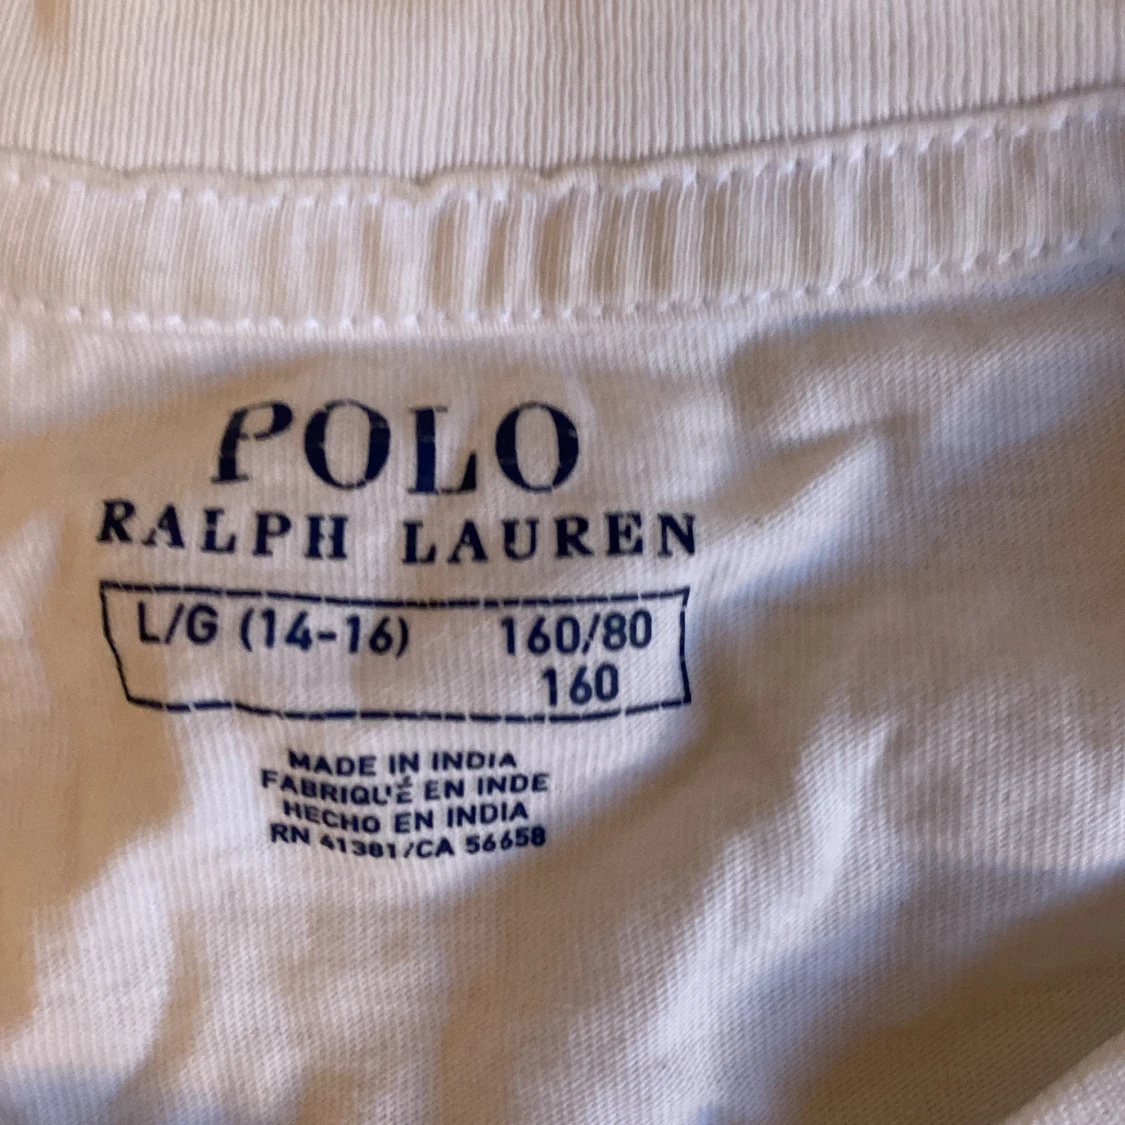 POLO
RALPH LAUREN
L/G (14-16) 160/80
160
MADE IN INDIA
FABRIQUÉ EN INDE
HECHO EN INDIA
RN 41381/CA 56658